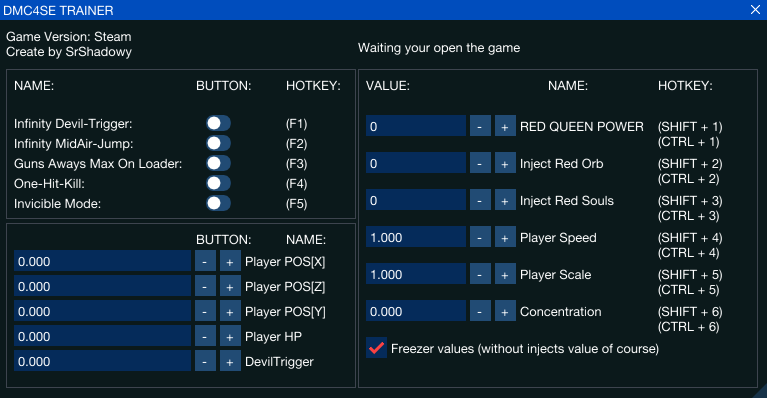 DMC4SE TRAINER
Game Version: Steam
Create by SrShadowy
Waiting your open the game
NAME: BUTTON: HOTKEY:
Infinity Devil-Trigger: (F1)
Infinity MidAir-Jump: (F2)
Guns Aways Max On Loader: (F3)
One-Hit-Kill: (F4)
Invicible Mode: (F5)
BUTTON: NAME:
0.000 - + Player POS[X]
0.000 - + Player POS[Z]
0.000 - + Player POS[Y]
0.000 - + Player HP
0.000 - + DevilTrigger
VALUE: NAME: HOTKEY:
0 - + RED QUEEN POWER (SHIFT + 1)
(CTRL + 1)
0 - + Inject Red Orb (SHIFT + 2)
(CTRL + 2)
0 - + Inject Red Souls (SHIFT + 3)
(CTRL + 3)
1.000 - + Player Speed (SHIFT + 4)
(CTRL + 4)
1.000 - + Player Scale (SHIFT + 5)
(CTRL + 5)
0.000 - + Concentration (SHIFT + 6)
(CTRL + 6)
Freezer values (without injects value of course)